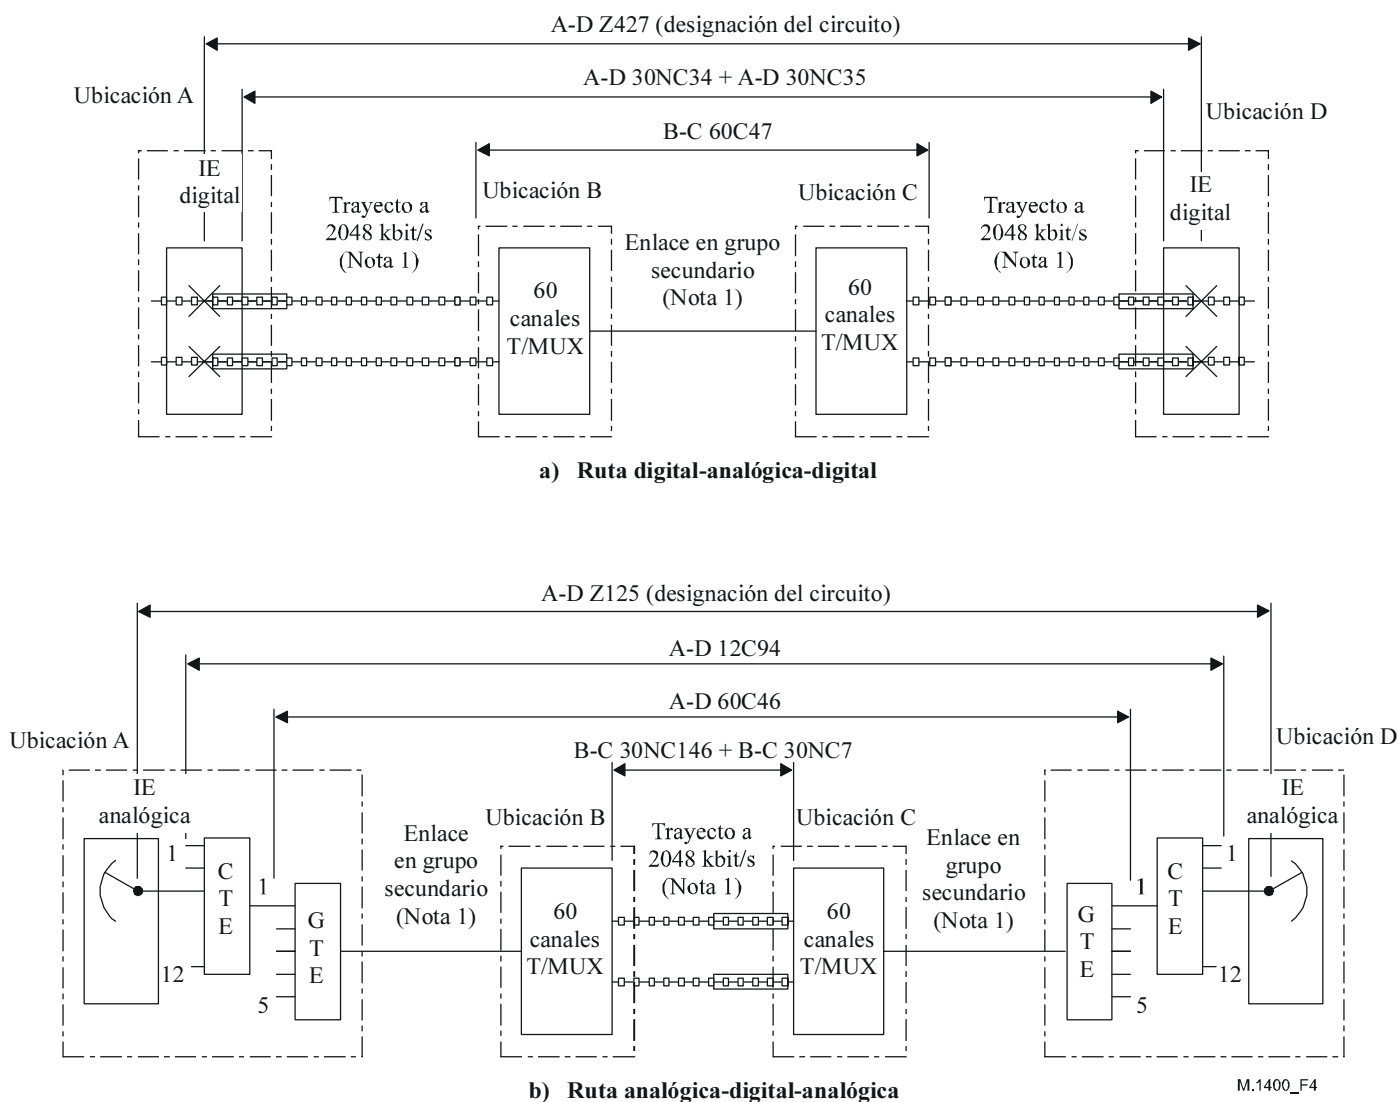 A-D Z427 (designación del circuito)
A-D 30NC34 + A-D 30NC35
Ubicación A
Ubicación D
B-C 60C47
IE
digital
Trayecto a
2048 kbit/s
(Nota 1)
Ubicación B
Enlace en grupo
secundario
(Nota 1)
Ubicación C
Trayecto a
2048 kbit/s
(Nota 1)
IE
digital
60
canales
T/MUX
60
canales
T/MUX
a) Ruta digital-analógica-digital
A-D Z125 (designación del circuito)
A-D 12C94
A-D 60C46
Ubicación A
Ubicación D
B-C 30NC146 + B-C 30NC7
IE
analógica
Enlace
en grupo
secundario
(Nota 1)
Ubicación B
Trayecto a
2048 kbit/s
(Nota 1)
Ubicación C
Enlace en
grupo
secundario
(Nota 1)
IE
analógica
1
12
C
T
E
1
5
G
T
E
60
canales
T/MUX
60
canales
T/MUX
G
T
E
1
5
C
T
E
1
12
b) Ruta analógica-digital-analógica
M.1400_F4